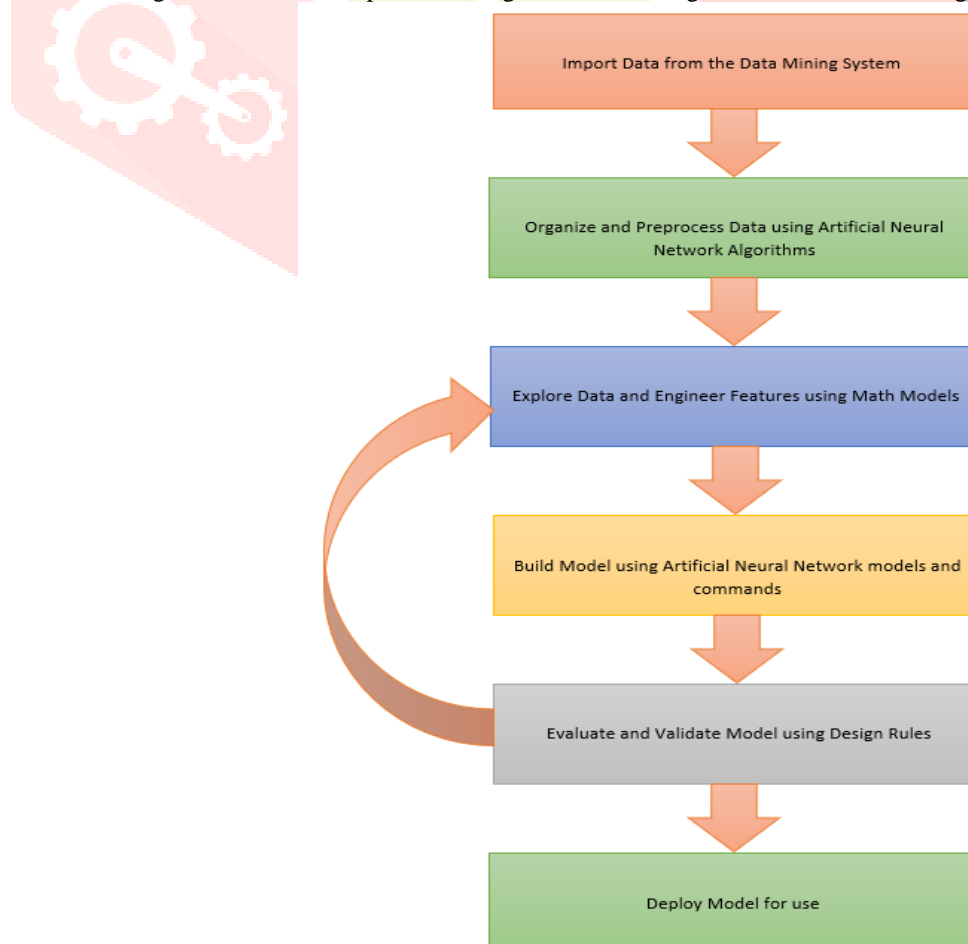 Import Data from the Data Mining System
Organize and Preprocess Data using Artificial Neural
Network Algorithms
Explore Data and Engineer Features using Math Models
Build Model using Artificial Neural Network models and
commands
Evaluate and Validate Model using Design Rules
Deploy Model for use